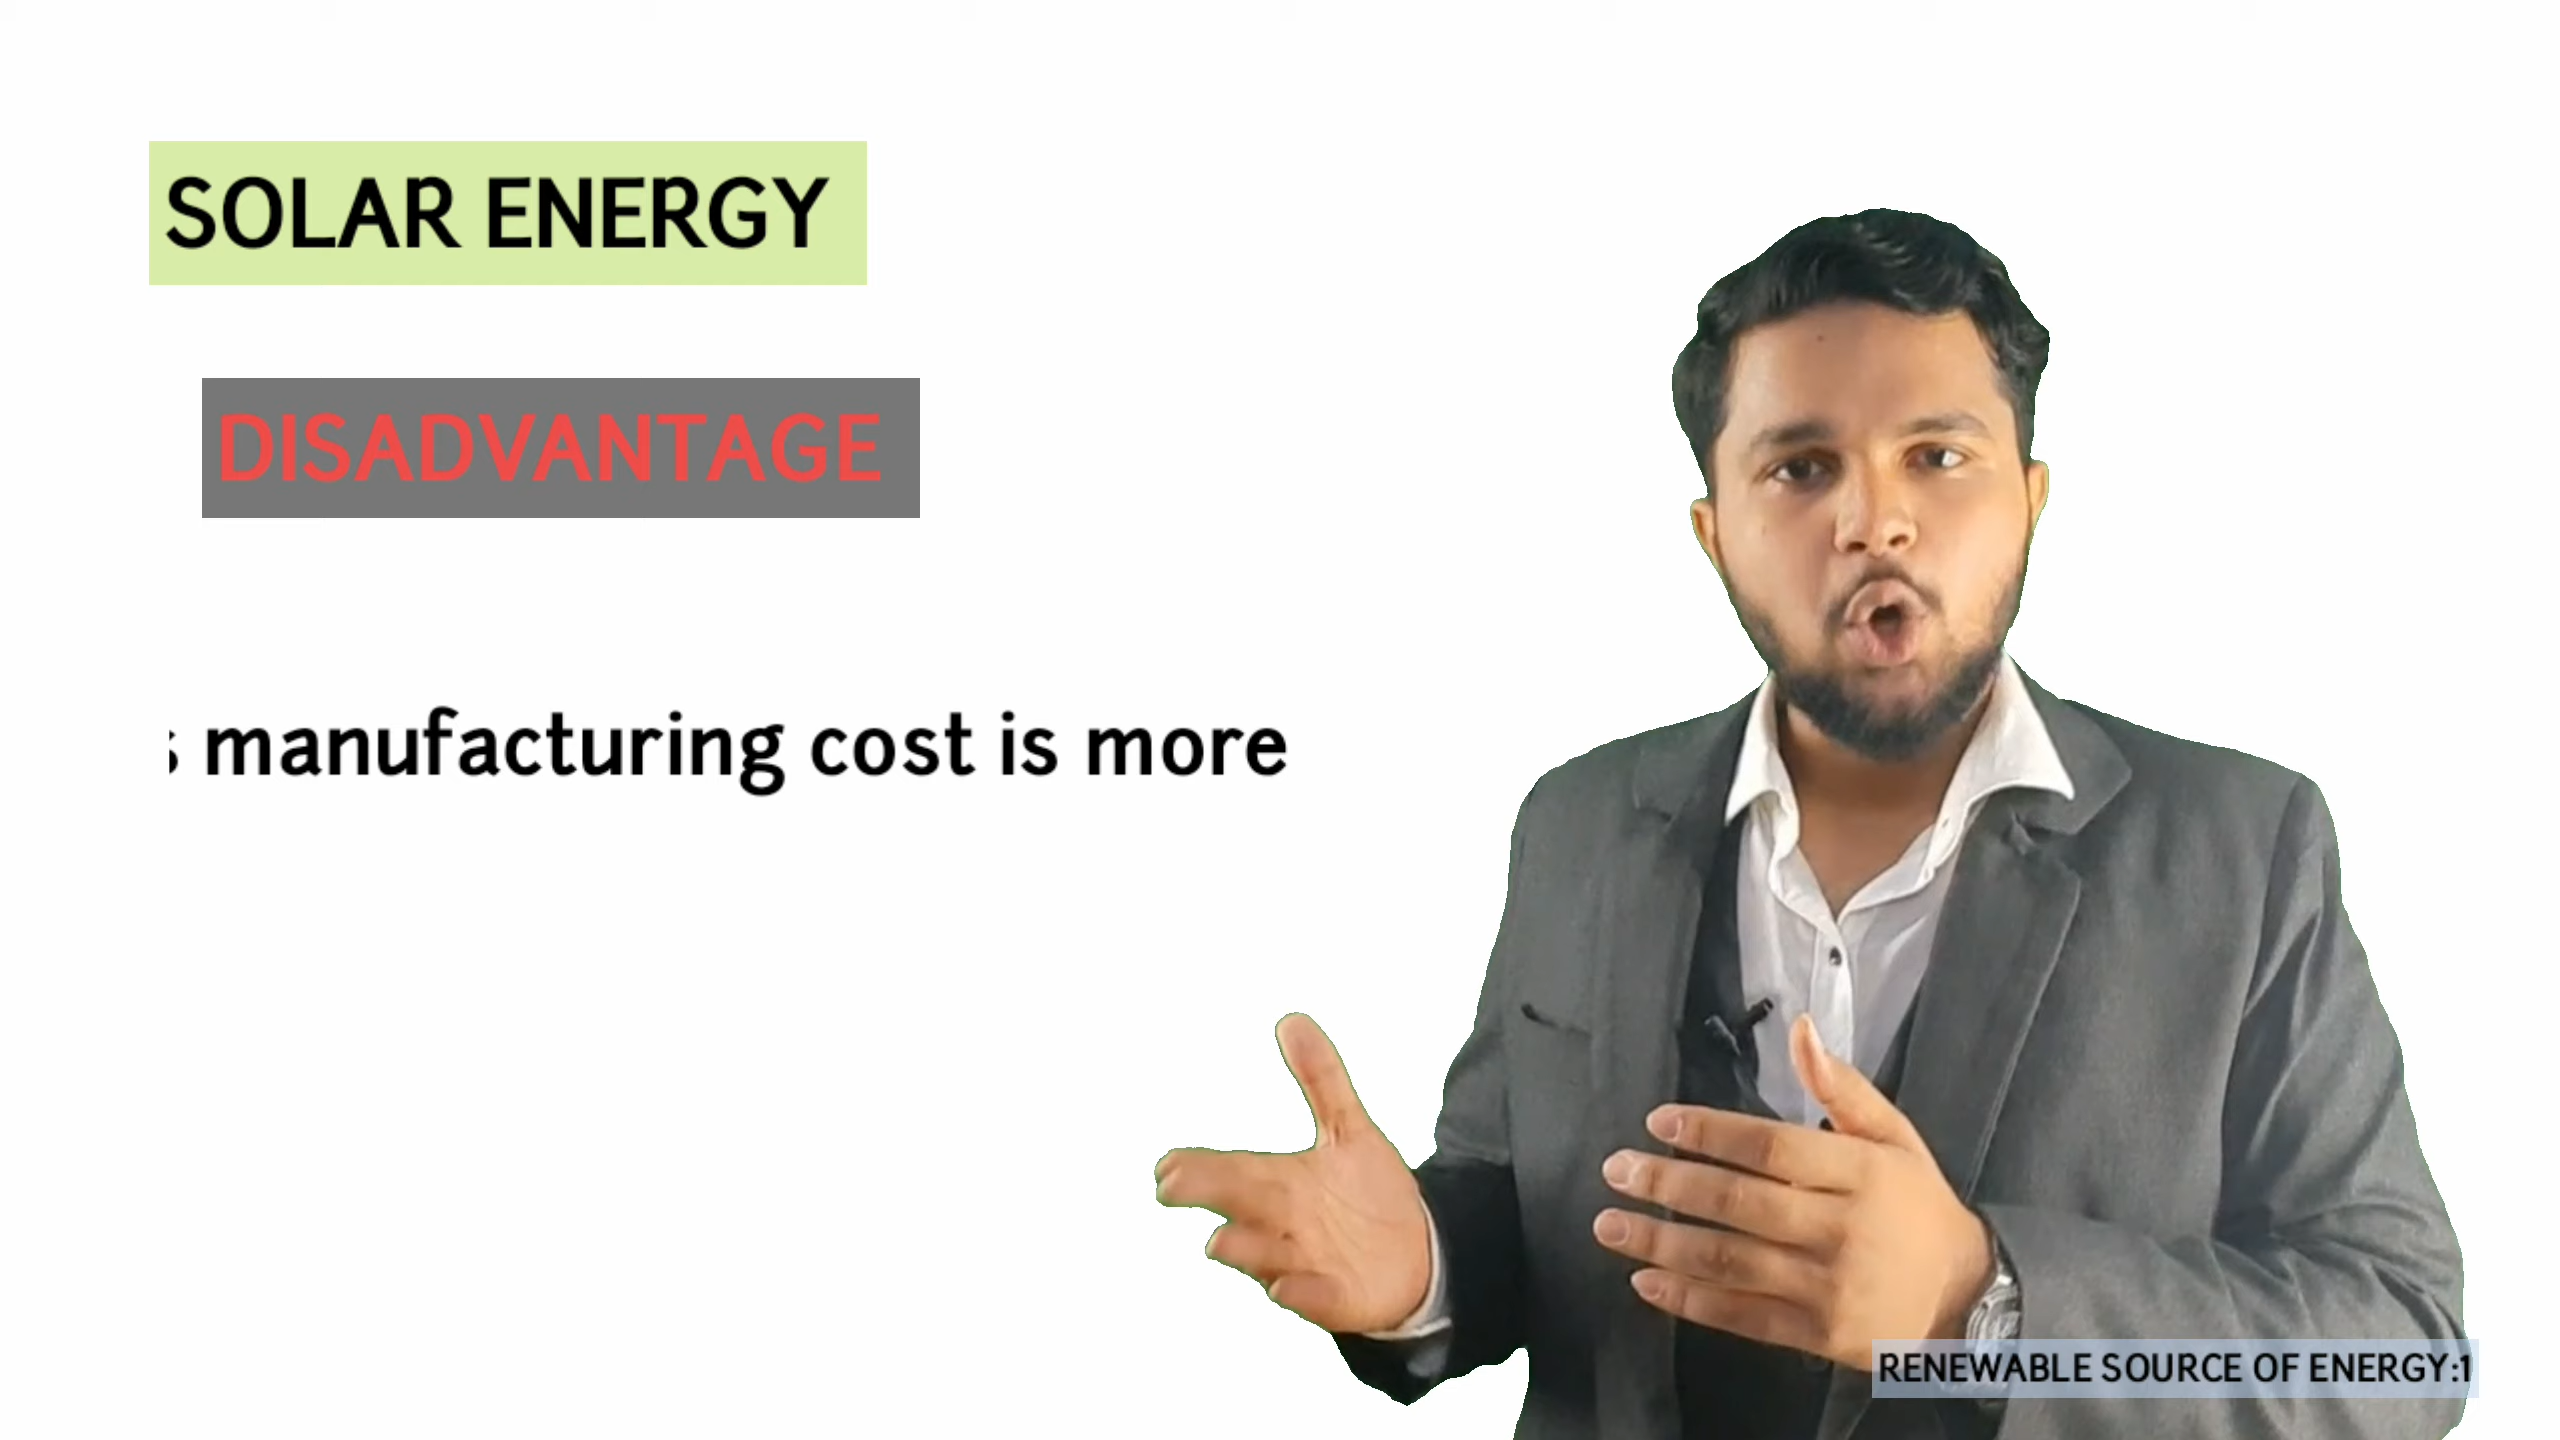 SOLAR ENERGY
DISADVANTAGE
manufacturing cost is more
RENEWABLE SOURCE OF ENERGY:1